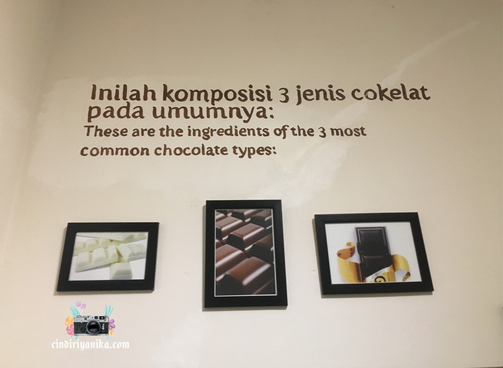 Inilah komposisi 3 jenis cokelat
pada umumnya:
These are the ingredients of the 3 most
common chocolate types:
cindiriyanika.com